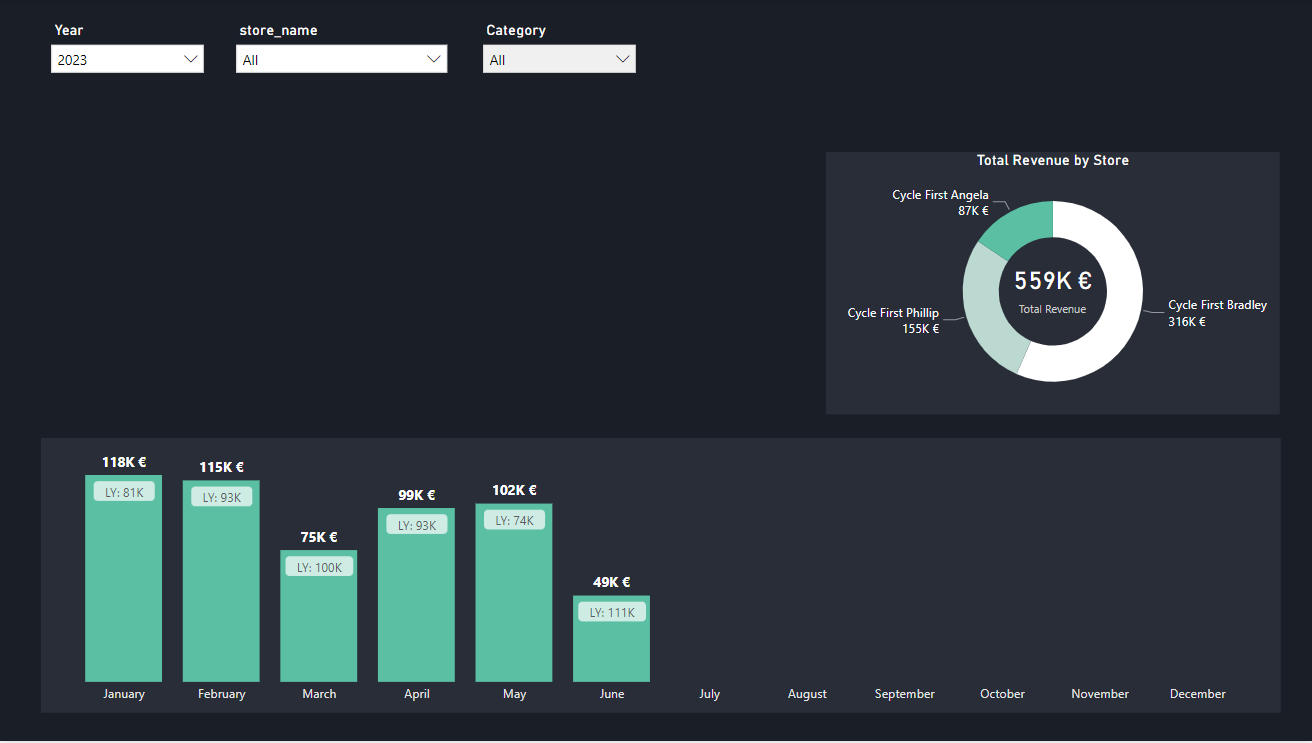 Year
store_name
Category
2023
All
All
Total Revenue by Store
Cycle First Angela
87K €
559K €
Total Revenue
Cycle First Bradley
316K €
Cycle First Phillip
155K €
118K €
115K €
75K €
99K €
102K €
49K €
LY: 81K
LY: 93K
LY: 100K
LY: 93K
LY: 74K
LY: 111K
January
February
March
April
May
June
July
August
September
October
November
December